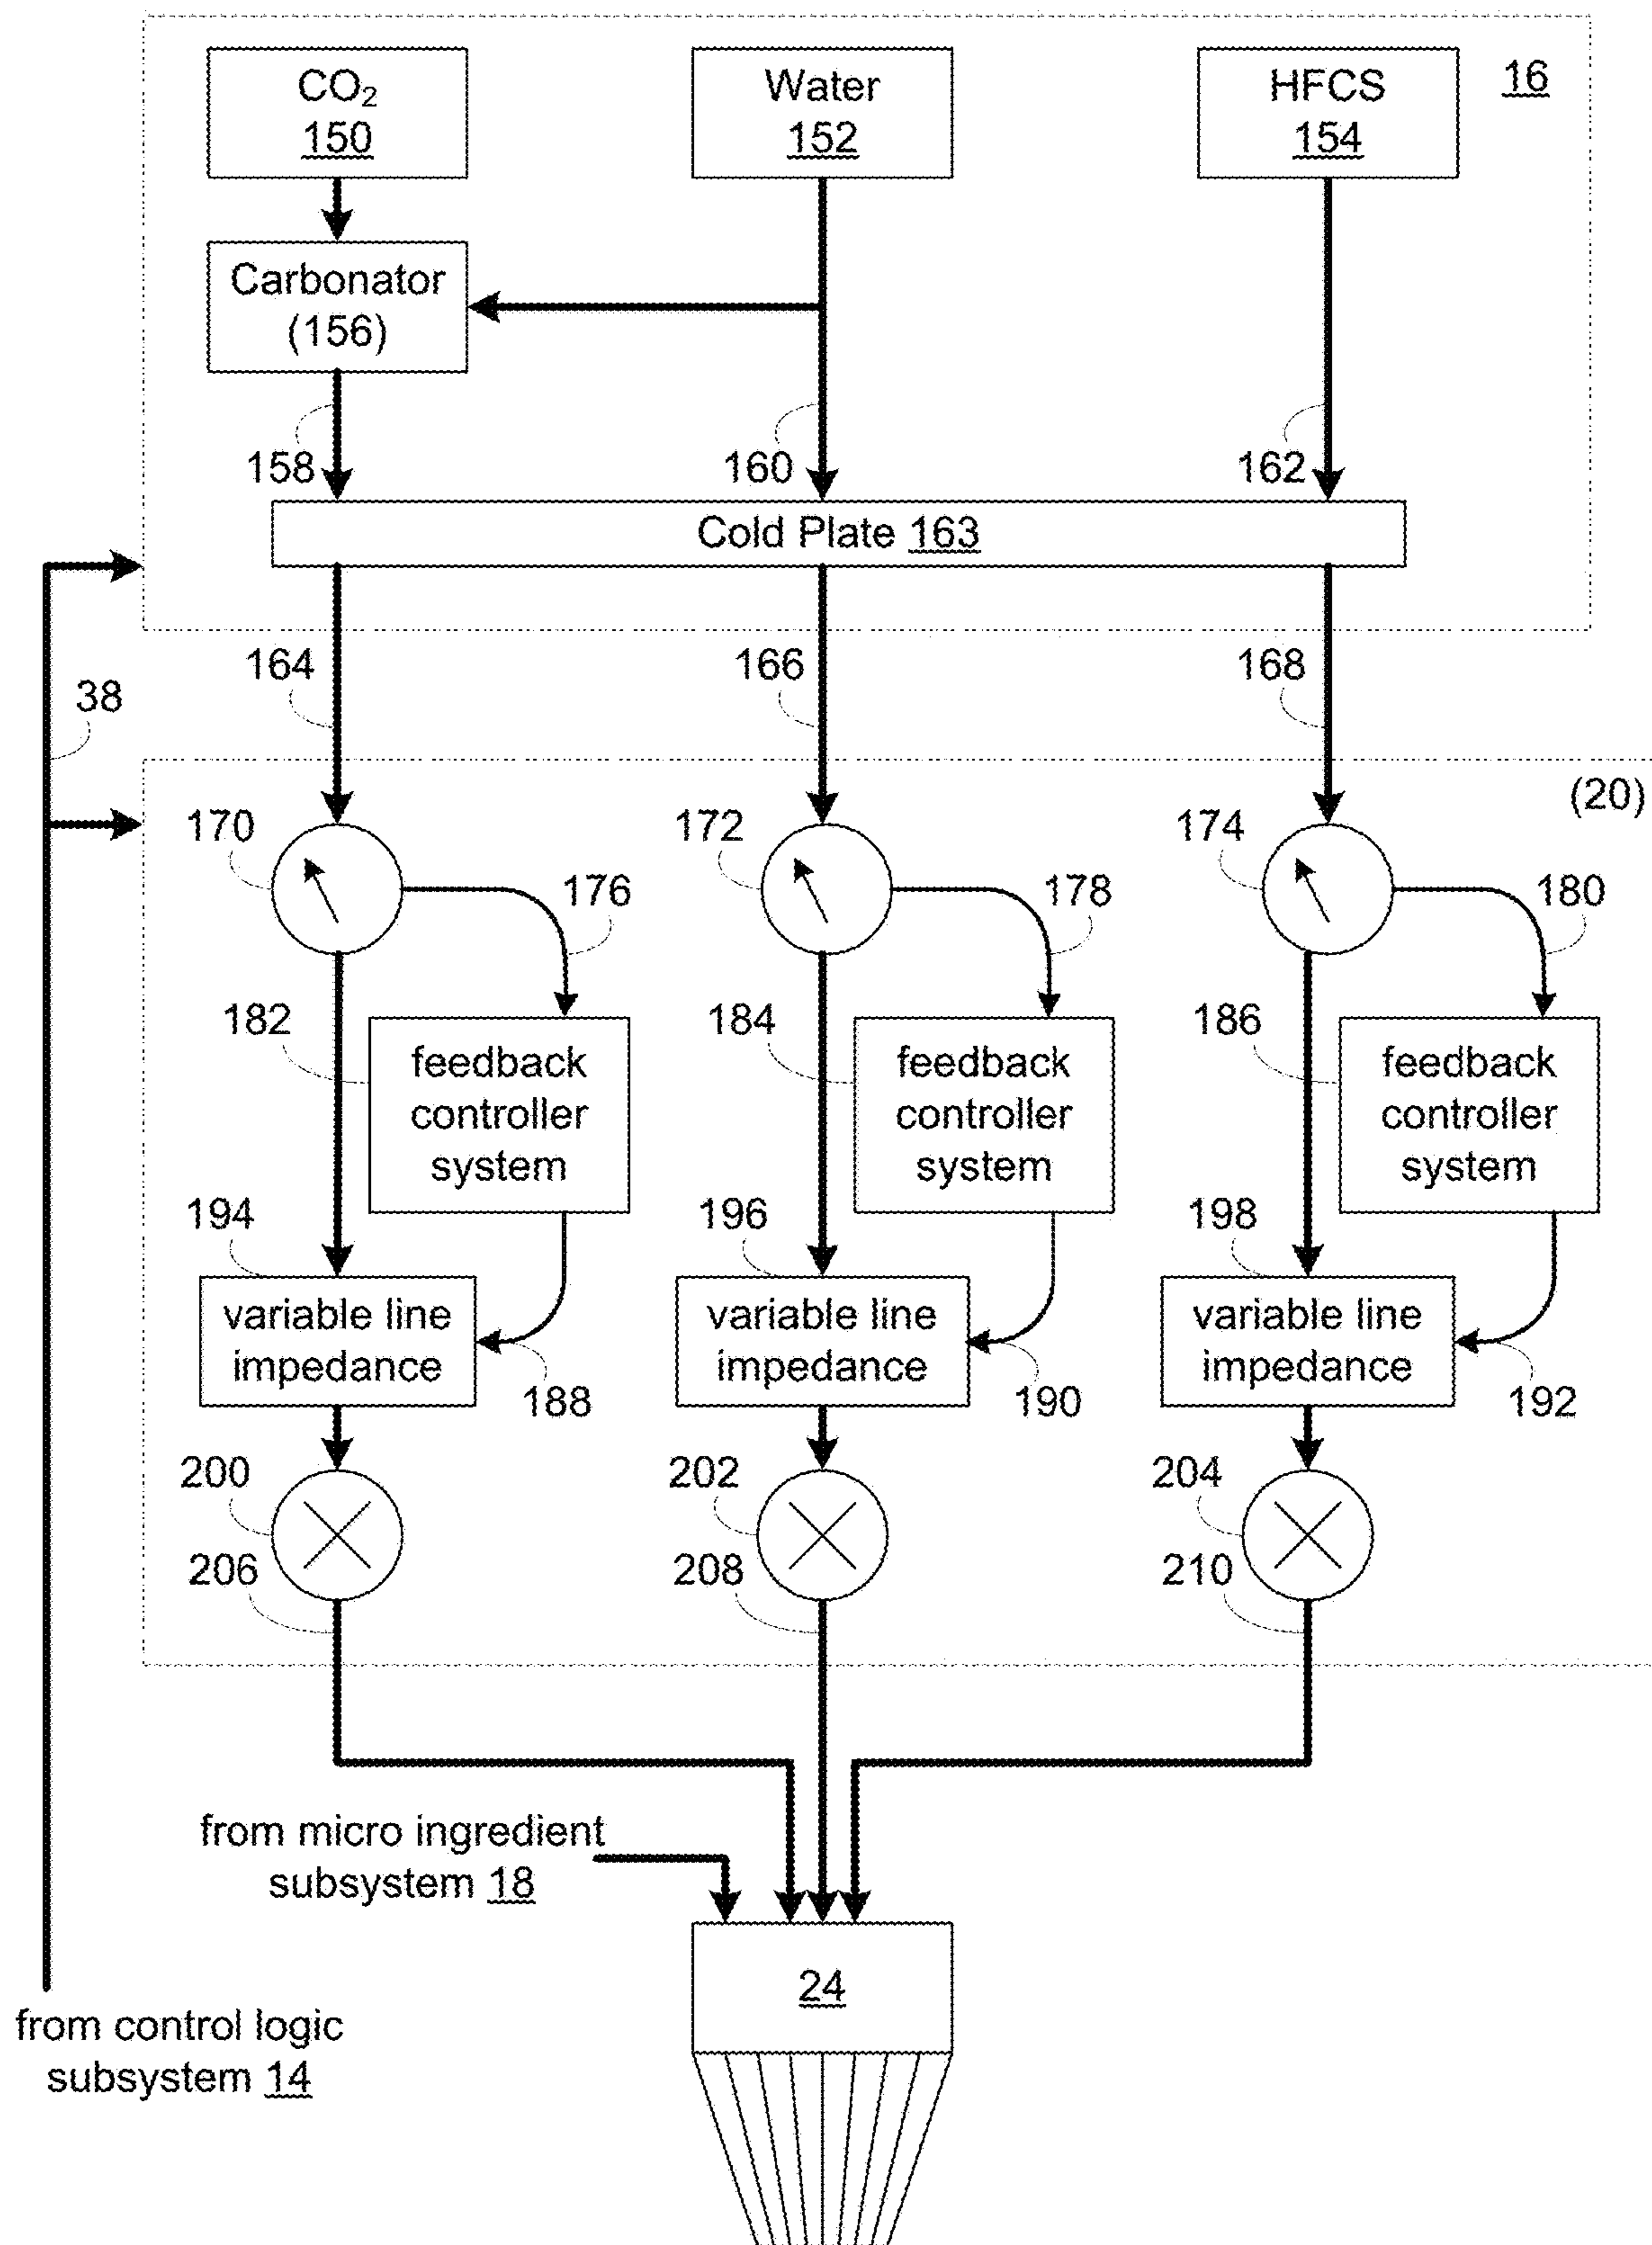 CO₂
150
Water
152
HFCS
154
16
Carbonator
(156)
158
160
162
Cold Plate 163
164
166
168
38
(20)
170
172
174
176
178
180
182
184
186
feedback
controller
system
feedback
controller
system
feedback
controller
system
194
196
198
variable line
impedance
variable line
impedance
variable line
impedance
188
190
192
200
202
204
206
208
210
from micro ingredient
subsystem 18
24
from control logic
subsystem 14